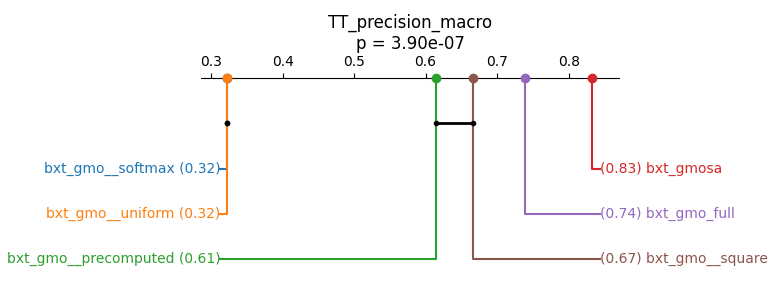 TT_precision_macro
p = 3.90e-07
0.3 0.4 0.5 0.6 0.7 0.8
bxt_gmo__softmax (0.32) (0.83) bxt_gmosa
bxt_gmo__uniform (0.32) (0.74) bxt_gmo_full
bxt_gmo__precomputed (0.61) (0.67) bxt_gmo__square